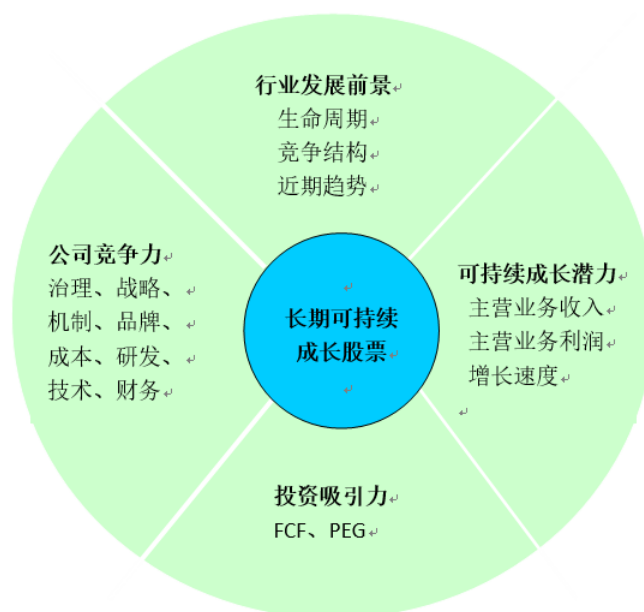 行业发展前景
生命周期
竞争结构
近期趋势
公司竞争力
治理、战略、
机制、品牌、
成本、研发、
技术、财务
长期可持续
成长股票
可持续成长潜力
主营业务收入
主营业务利润
增长速度
投资吸引力
FCF、PEG